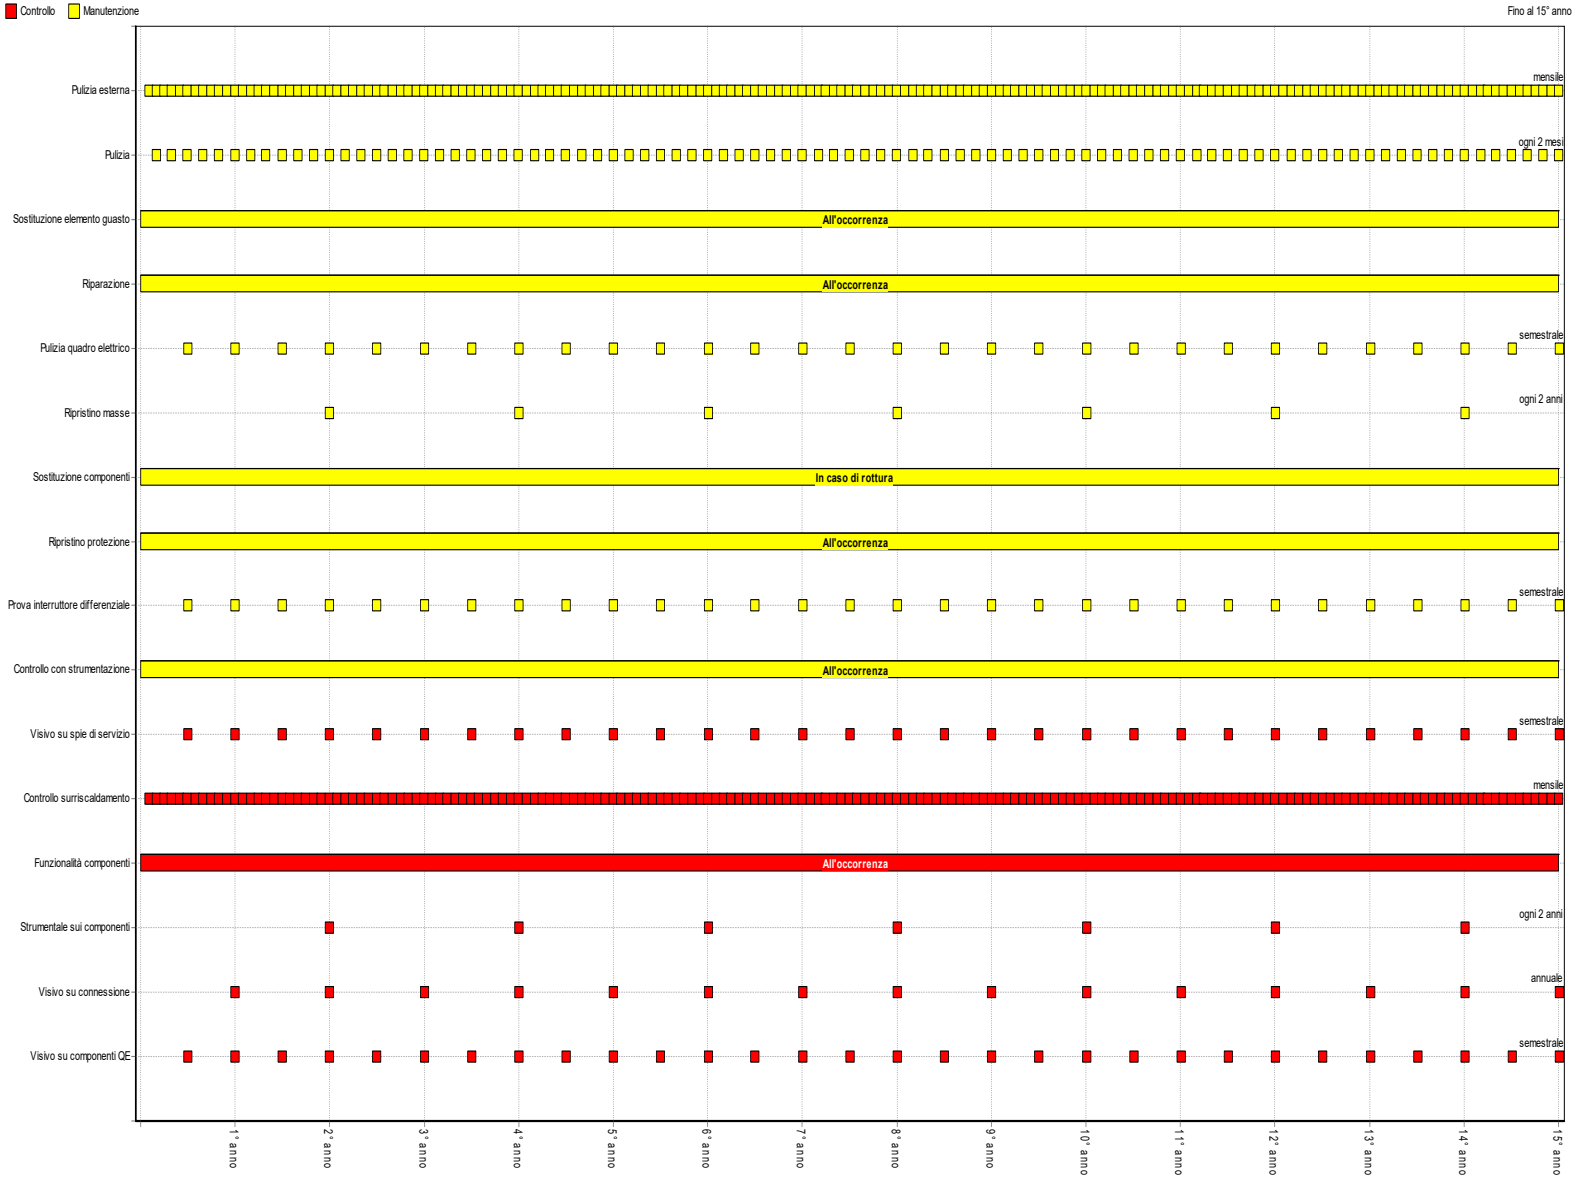 Controllo Manutenzione Fino al 15° anno
mensile
Pulizia esterna
ogni 2 mesi
Pulizia
Sostituzione elemento guasto All'occorrenza
Riparazione All'occorrenza
semestrale
Pulizia quadro elettrico
ogni 2 anni
Ripristino masse
Sostituzione componenti In caso di rottura
Ripristino protezione All'occorrenza
semestrale
Prova interruttore differenziale
Controllo con strumentazione All'occorrenza
semestrale
Visivo su spie di servizio
mensile
Controllo surriscaldamento
Funzionalità componenti All'occorrenza
ogni 2 anni
Strumentale sui componenti
annuale
Visivo su connessione
semestrale
Visivo su componenti QE
1° anno
2° anno
3° anno
4° anno
5° anno
6° anno
7° anno
8° anno
9° anno
10° anno
11° anno
12° anno
13° anno
14° anno
15° anno